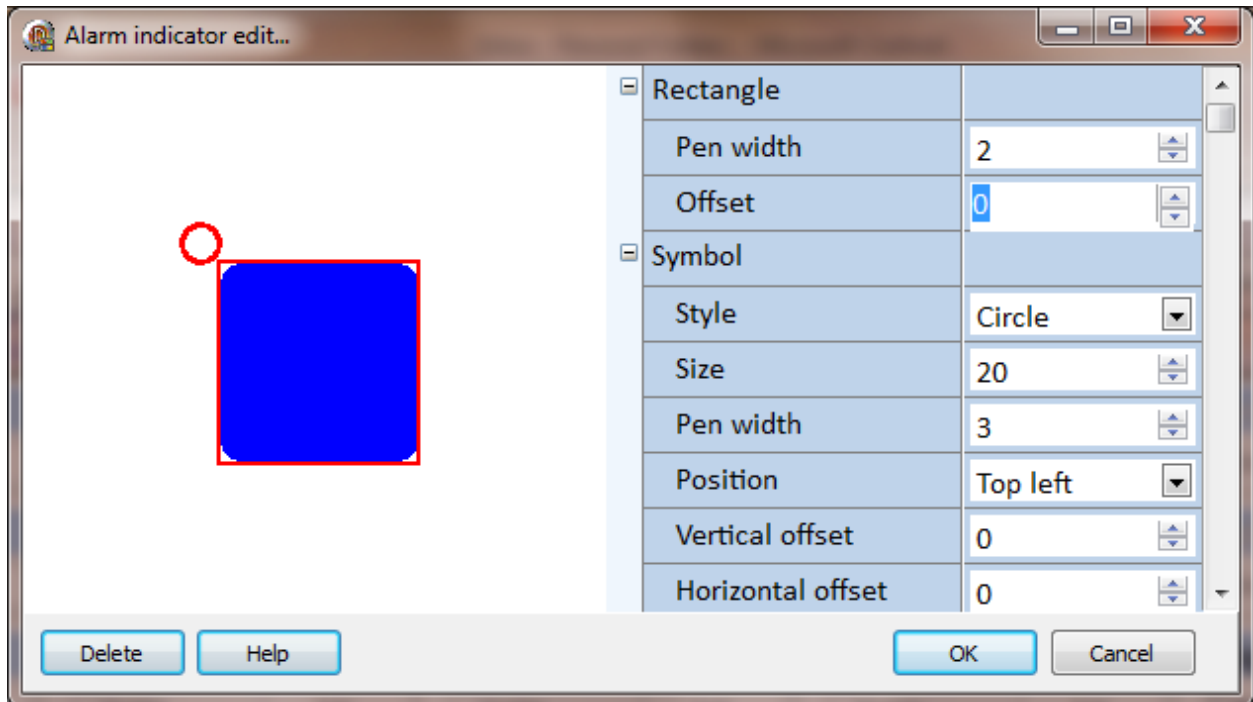 Alarm indicator edit...
Rectangle
Pen width 2
Offset 0
Symbol
Style Circle
Size 20
Pen width 3
Position Top left
Vertical offset 0
Horizontal offset 0
Delete Help OK Cancel